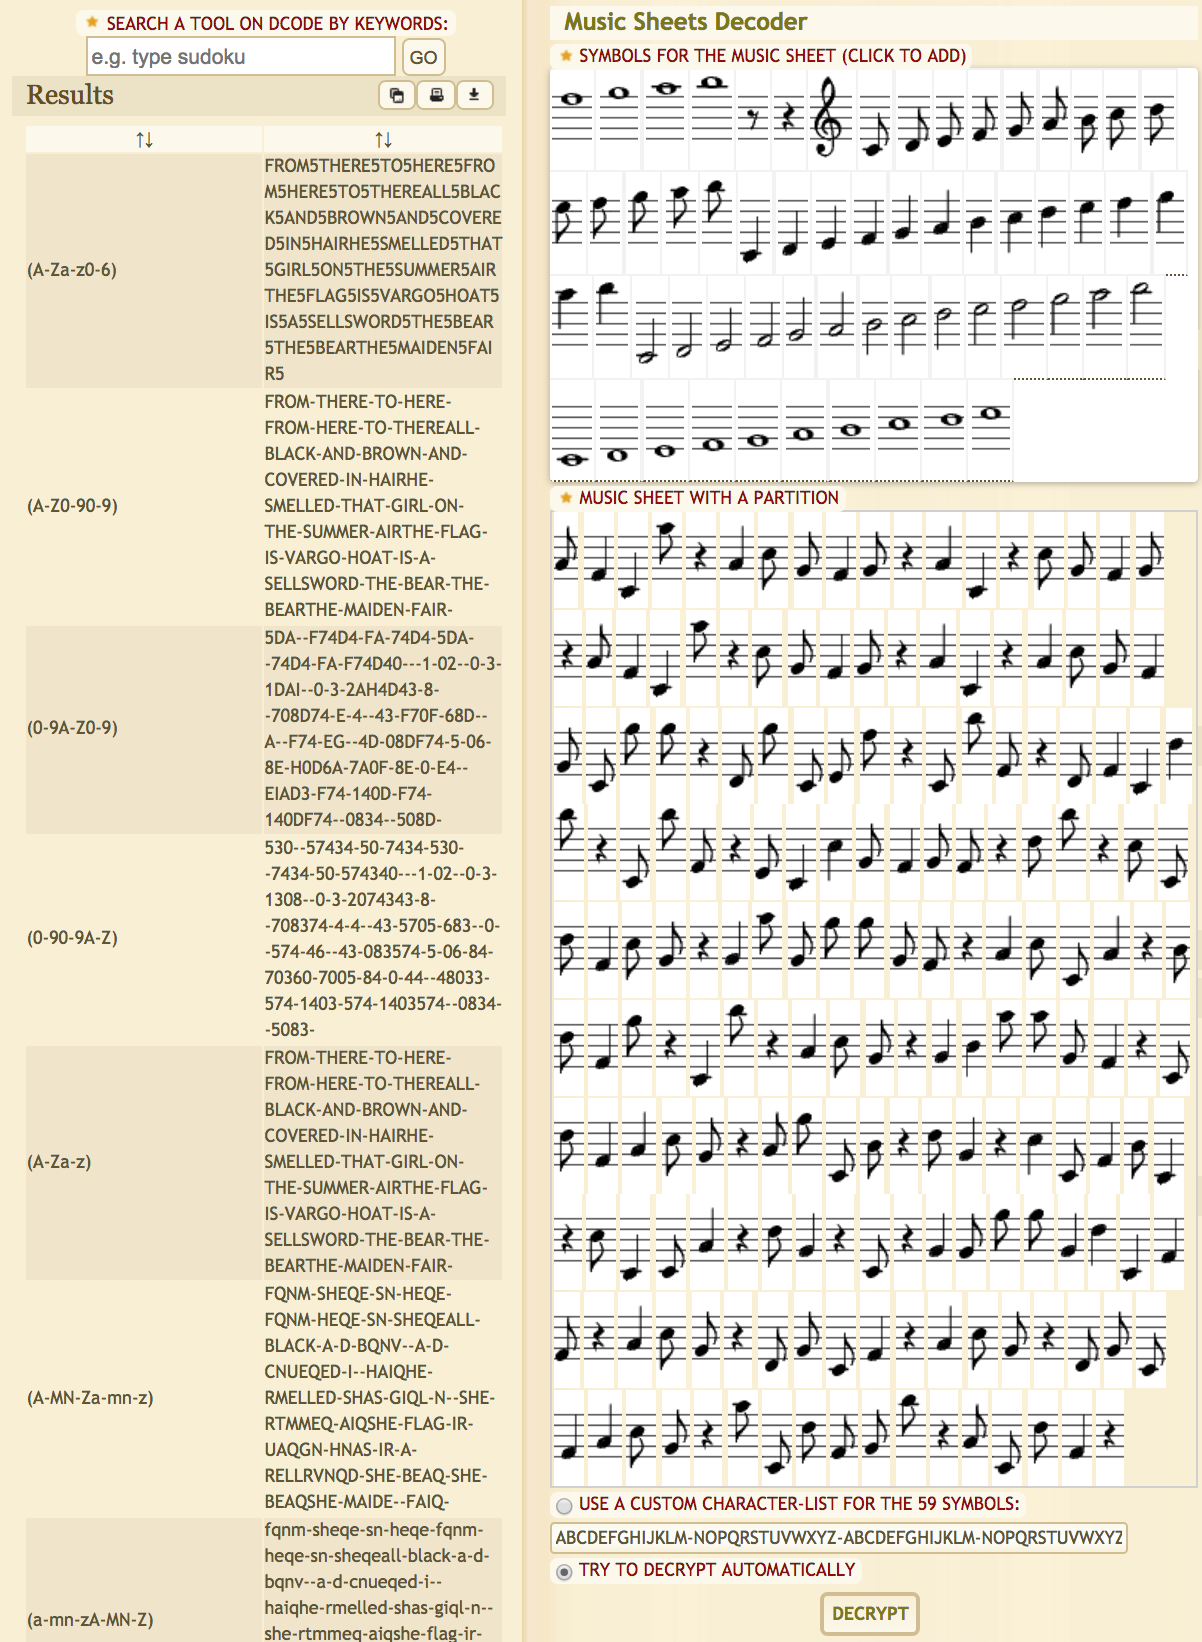 SEARCH A TOOL ON DCODE BY KEYWORDS:
e.g. type sudoku
GO
Results
↑↓ ↑↓
(A-Za-z0-6)
FROM5THERE5TO5HERE5FRO
M5HERE5TO5THEREALL5BLAC
K5AND5BROWN5AND5COVERE
D5IN5HAIRHE5SMELLED5THAT
5GIRL5ON5THE5SUMMER5AIR
THE5FLAG5IS5VARGO5HOAT5
IS5A5SELLSWORD5THE5BEAR
5THE5BEARTHE5MAIDEN5FAI
R5
(A-Z0-90-9)
FROM-THERE-TO-HERE-
FROM-HERE-TO-THEREALL-
BLACK-AND-BROWN-AND-
COVERED-IN-HAIRHE-
SMELLED-THAT-GIRL-ON-
THE-SUMMER-AIRTHE-FLAG-
IS-VARGO-HOAT-IS-A-
SELLSWORD-THE-BEAR-THE-
BEARTHE-MAIDEN-FAIR-
(0-9A-Z0-9)
5DA--F74D4-FA-74D4-5DA-
-74D4-FA-F74D40---1-02--0-3-
1DAI--0-3-2AH4D43-8-
-708D74-E-4--43-F70F-68D--
A--F74-EG--4D-08DF74-5-06-
8E-H0D6A-7A0F-8E-0-E4--
EIAD3-F74-140D-F74-
140DF74--0834--508D-
(0-90-9A-Z)
530--57434-50-7434-530-
-7434-50-574340---1-02--0-3-
1308--0-3-2074343-8-
-708374-4-4--43-5705-683--0-
-574-46--43-083574-5-06-84-
70360-7005-84-0-44--48033-
574-1403-574-1403574--0834-
-5083-
(A-Za-z)
FROM-THERE-TO-HERE-
FROM-HERE-TO-THEREALL-
BLACK-AND-BROWN-AND-
COVERED-IN-HAIRHE-
SMELLED-THAT-GIRL-ON-
THE-SUMMER-AIRTHE-FLAG-
IS-VARGO-HOAT-IS-A-
SELLSWORD-THE-BEAR-THE-
BEARTHE-MAIDEN-FAIR-
(A-MN-Za-mn-z)
FQNM-SHEQE-SN-HEQE-
FQNM-HEQE-SN-SHEQEALL-
BLACK-A-D-BQNV--A-D-
CNUEQED-I--HAIQHE-
RMELLED-SHAS-GIQL-N--SHE-
RTMMEQ-AIQSHE-FLAG-IR-
UAQGN-HNAS-IR-A-
RELLRVNQD-SHE-BEAQ-SHE-
BEAQSHE-MAIDE--FAIQ-
(a-mn-zA-MN-Z)
fqnm-sheqe-sn-heqe-fqnm-
heqe-sn-sheqeall-black-a-d-
bqnv--a-d-cnueqed-i--
haiqhe-rmelled-shas-giql-n--
she-rtmmeq-aiqshe-flag-ir-
Music Sheets Decoder
SYMBOLS FOR THE MUSIC SHEET (CLICK TO ADD)
MUSIC SHEET WITH A PARTITION
USE A CUSTOM CHARACTER-LIST FOR THE 59 SYMBOLS:
ABCDEFGHIJKLM-NOPQRSTUVWXYZ-ABCDEFGHIJKLM-NOPQRSTUVWXYZ
TRY TO DECRYPT AUTOMATICALLY
DECRYPT